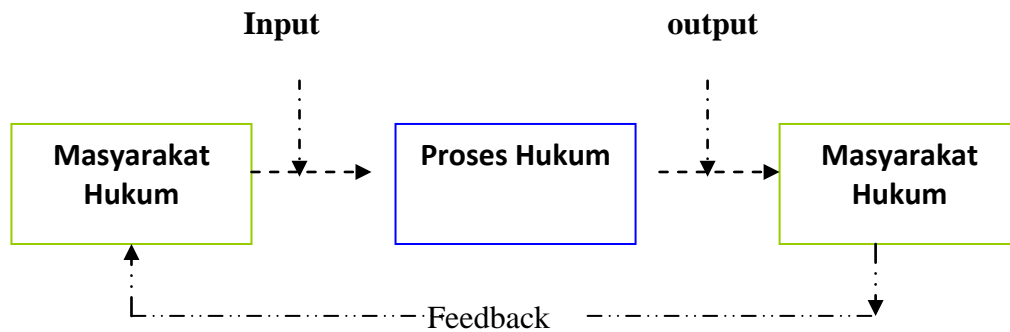 Input
output
Masyarakat
Hukum
Proses Hukum
Masyarakat
Hukum
Feedback